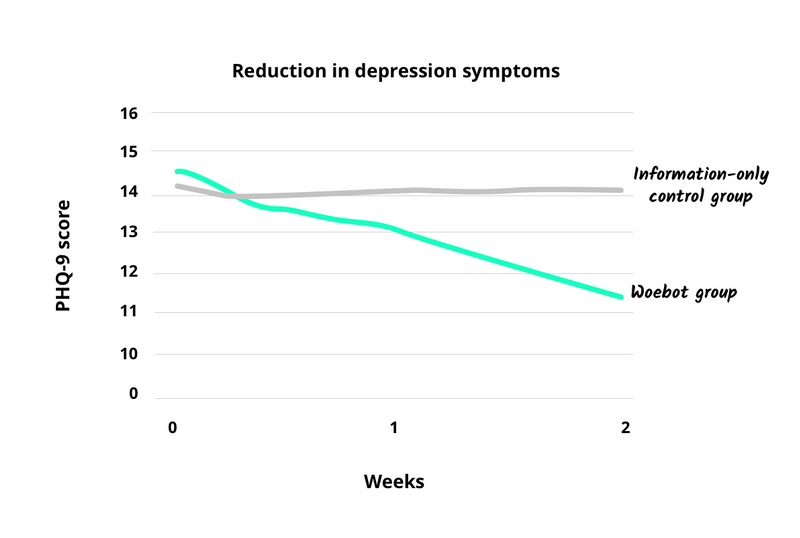 Reduction in depression symptoms
16
15
14
13
12
11
10
0
PHQ-9 score
Information-only
control group
Woebot group
0 1 2
Weeks